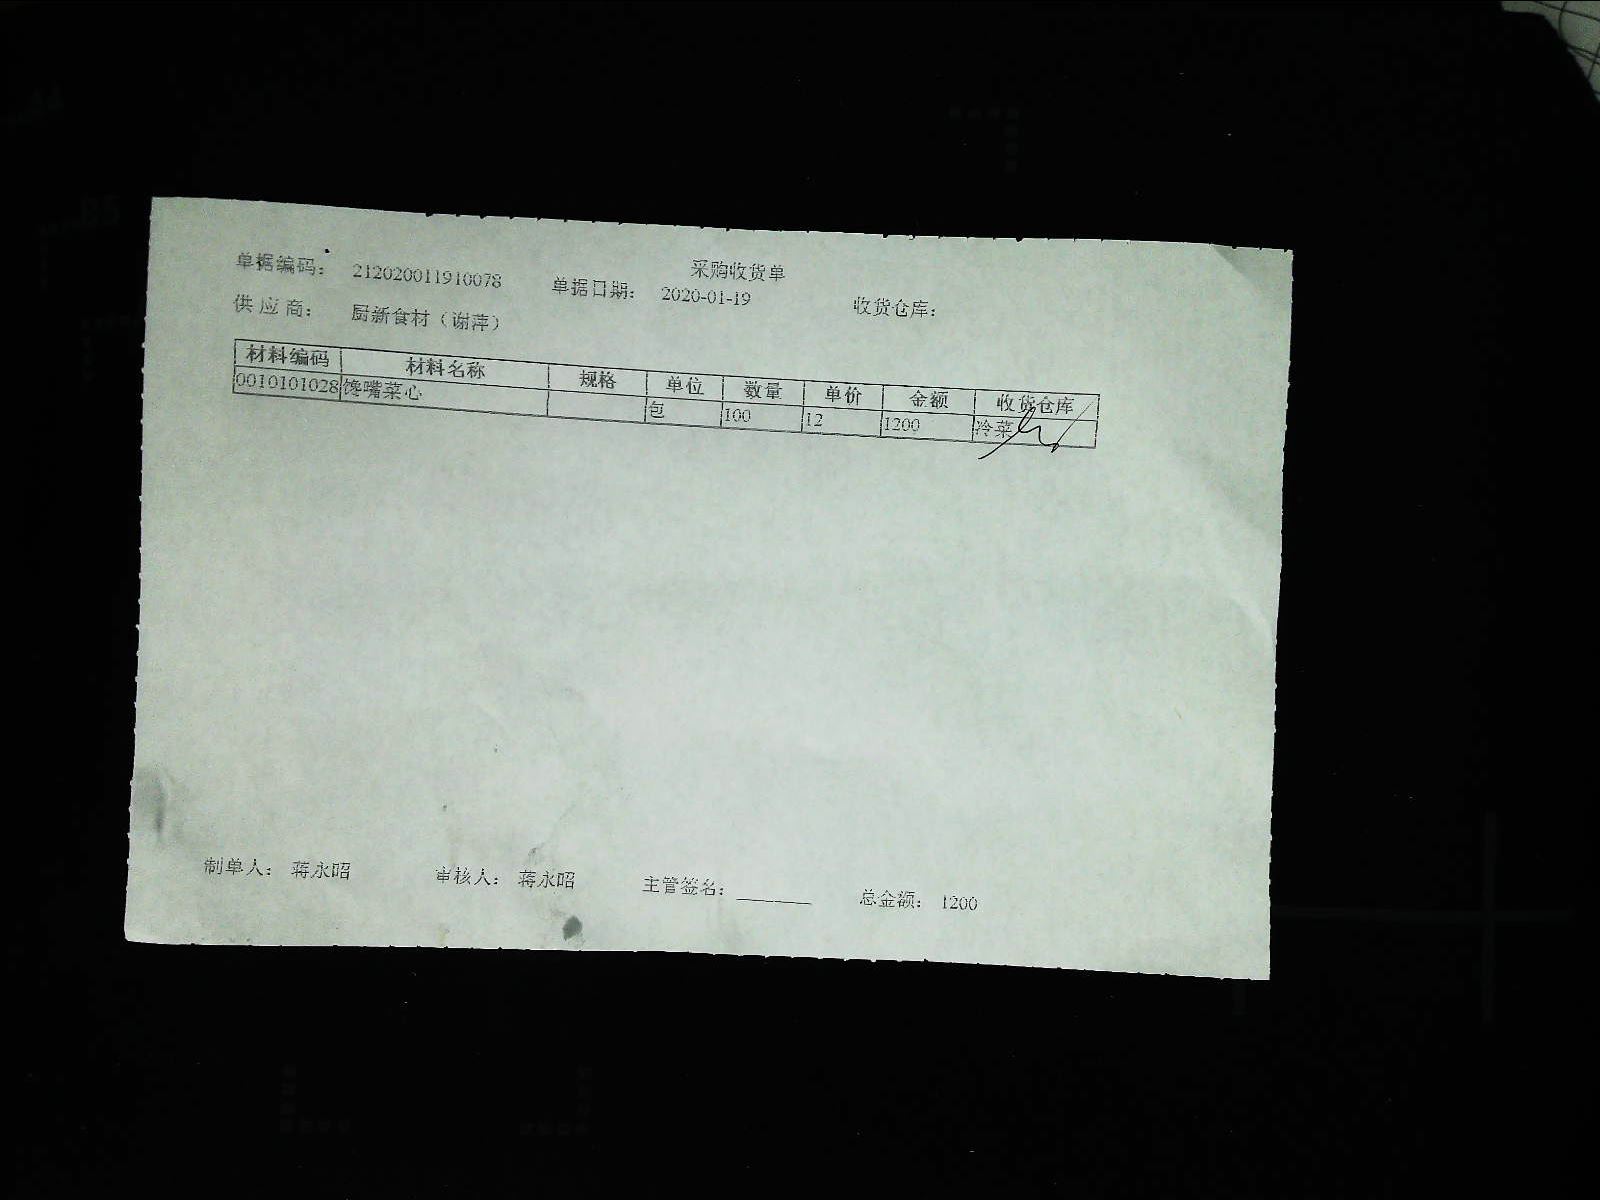 采购收货单
单据编码： 212020011910078 单据日期： 2020-01-19 收货仓库：
供 应 商： 厨新食材（谢萍）
材料编码 材料名称 规格 单位 数量 单价 金额 收货仓库
0010101028 馋嘴菜心 包 100 12 1200 冷菜
制单人： 蒋永昭 审核人： 蒋永昭 主管签名： 总金额： 1200